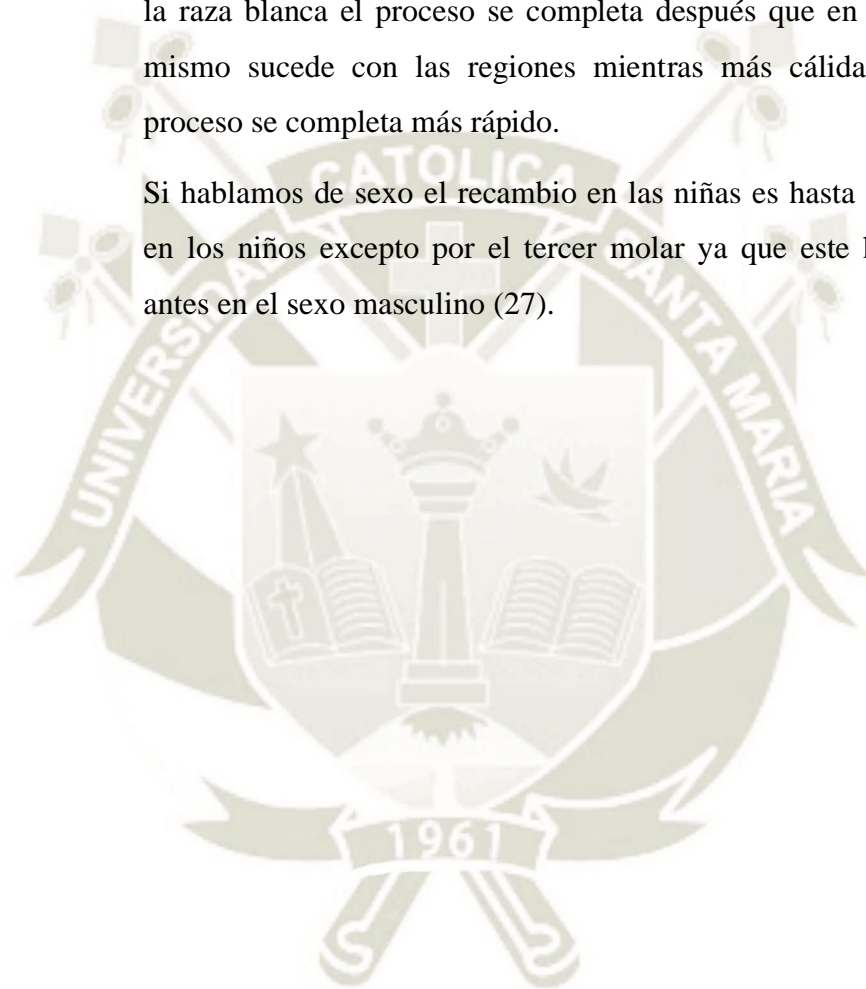 la raza blanca el proceso se completa después que en
mismo sucede con las regiones mientras más cálida
proceso se completa más rápido.
Si hablamos de sexo el recambio en las niñas es hasta
en los niños excepto por el tercer molar ya que este
antes en el sexo masculino (27).
UNIVERSIDAD CATOLICA SANTA MARIA
1961